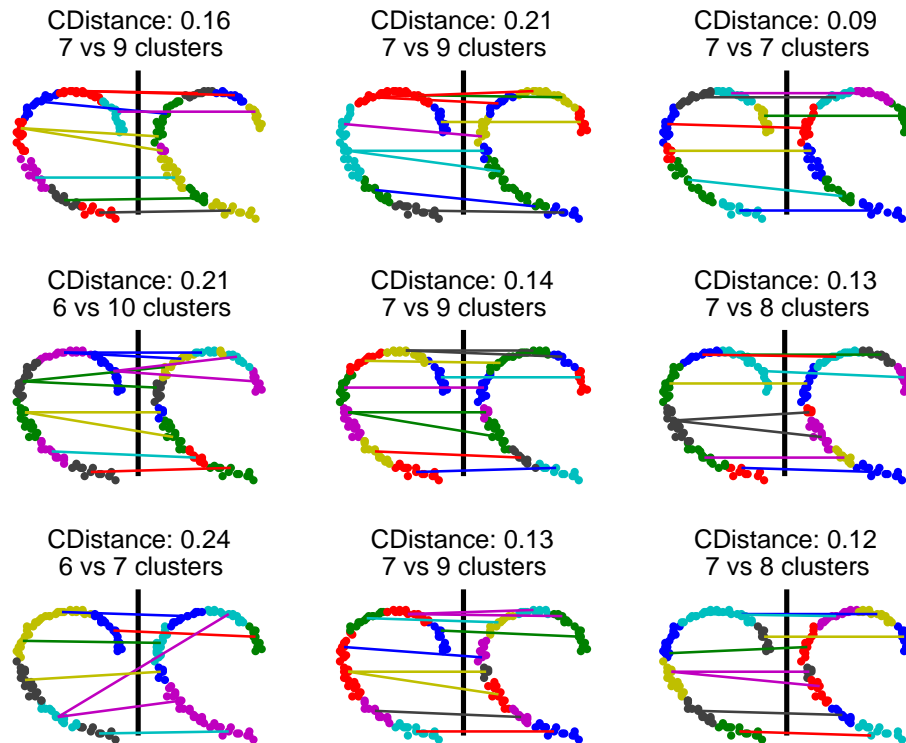 CDistance: 0.16
7 vs 9 clusters
CDistance: 0.21
7 vs 9 clusters
CDistance: 0.09
7 vs 7 clusters
CDistance: 0.21
6 vs 10 clusters
CDistance: 0.14
7 vs 9 clusters
CDistance: 0.13
7 vs 8 clusters
CDistance: 0.24
6 vs 7 clusters
CDistance: 0.13
7 vs 9 clusters
CDistance: 0.12
7 vs 8 clusters